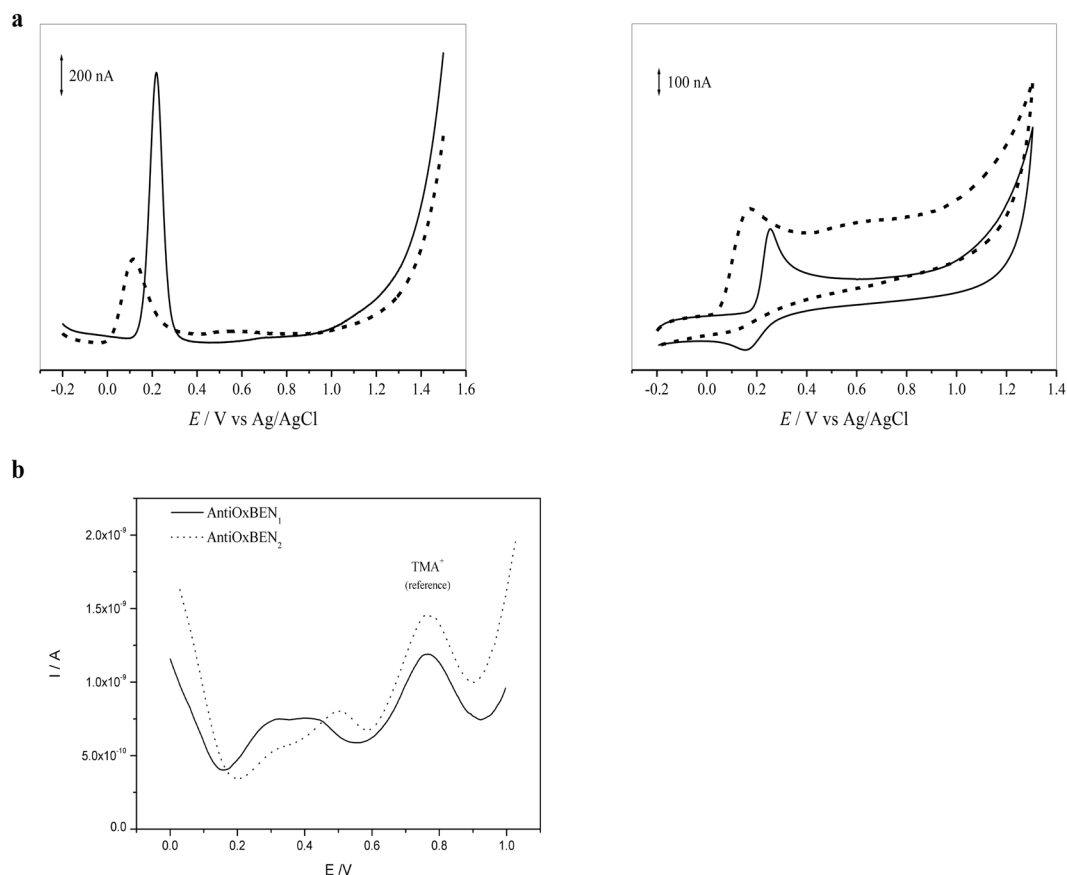 a
200 nA
-0.2 0.0 0.2 0.4 0.6 0.8 1.0 1.2 1.4 1.6
E / V vs Ag/AgCl
100 nA
-0.2 0.0 0.2 0.4 0.6 0.8 1.0 1.2 1.4
E / V vs Ag/AgCl
b
AntiOxBEN₁
AntiOxBEN₂
TMA⁺
(reference)
2.0x10⁻⁹
1.5x10⁻⁹
1.0x10⁻⁹
5.0x10⁻¹⁰
0.0
I / A
0.0 0.2 0.4 0.6 0.8 1.0
E /V